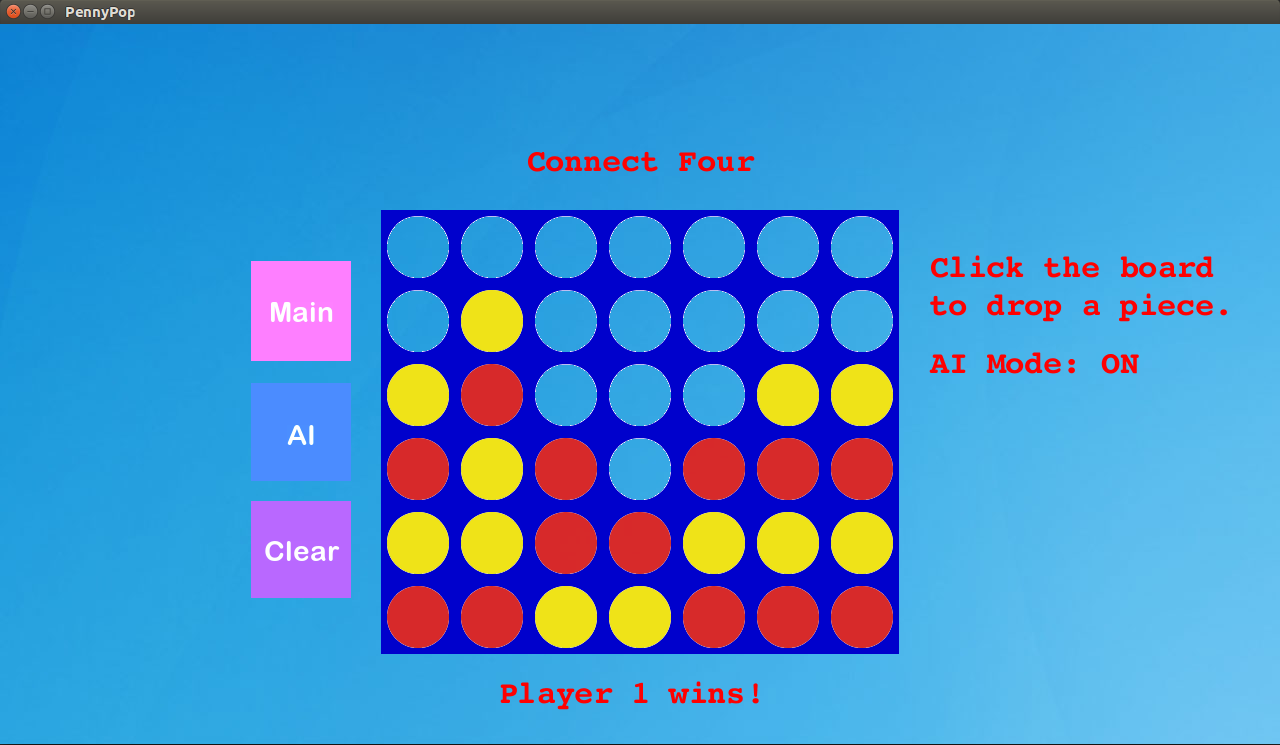 PennyPop
Connect Four
Main
AI
Clear
Click the board
to drop a piece.
AI Mode: ON
Player 1 wins!